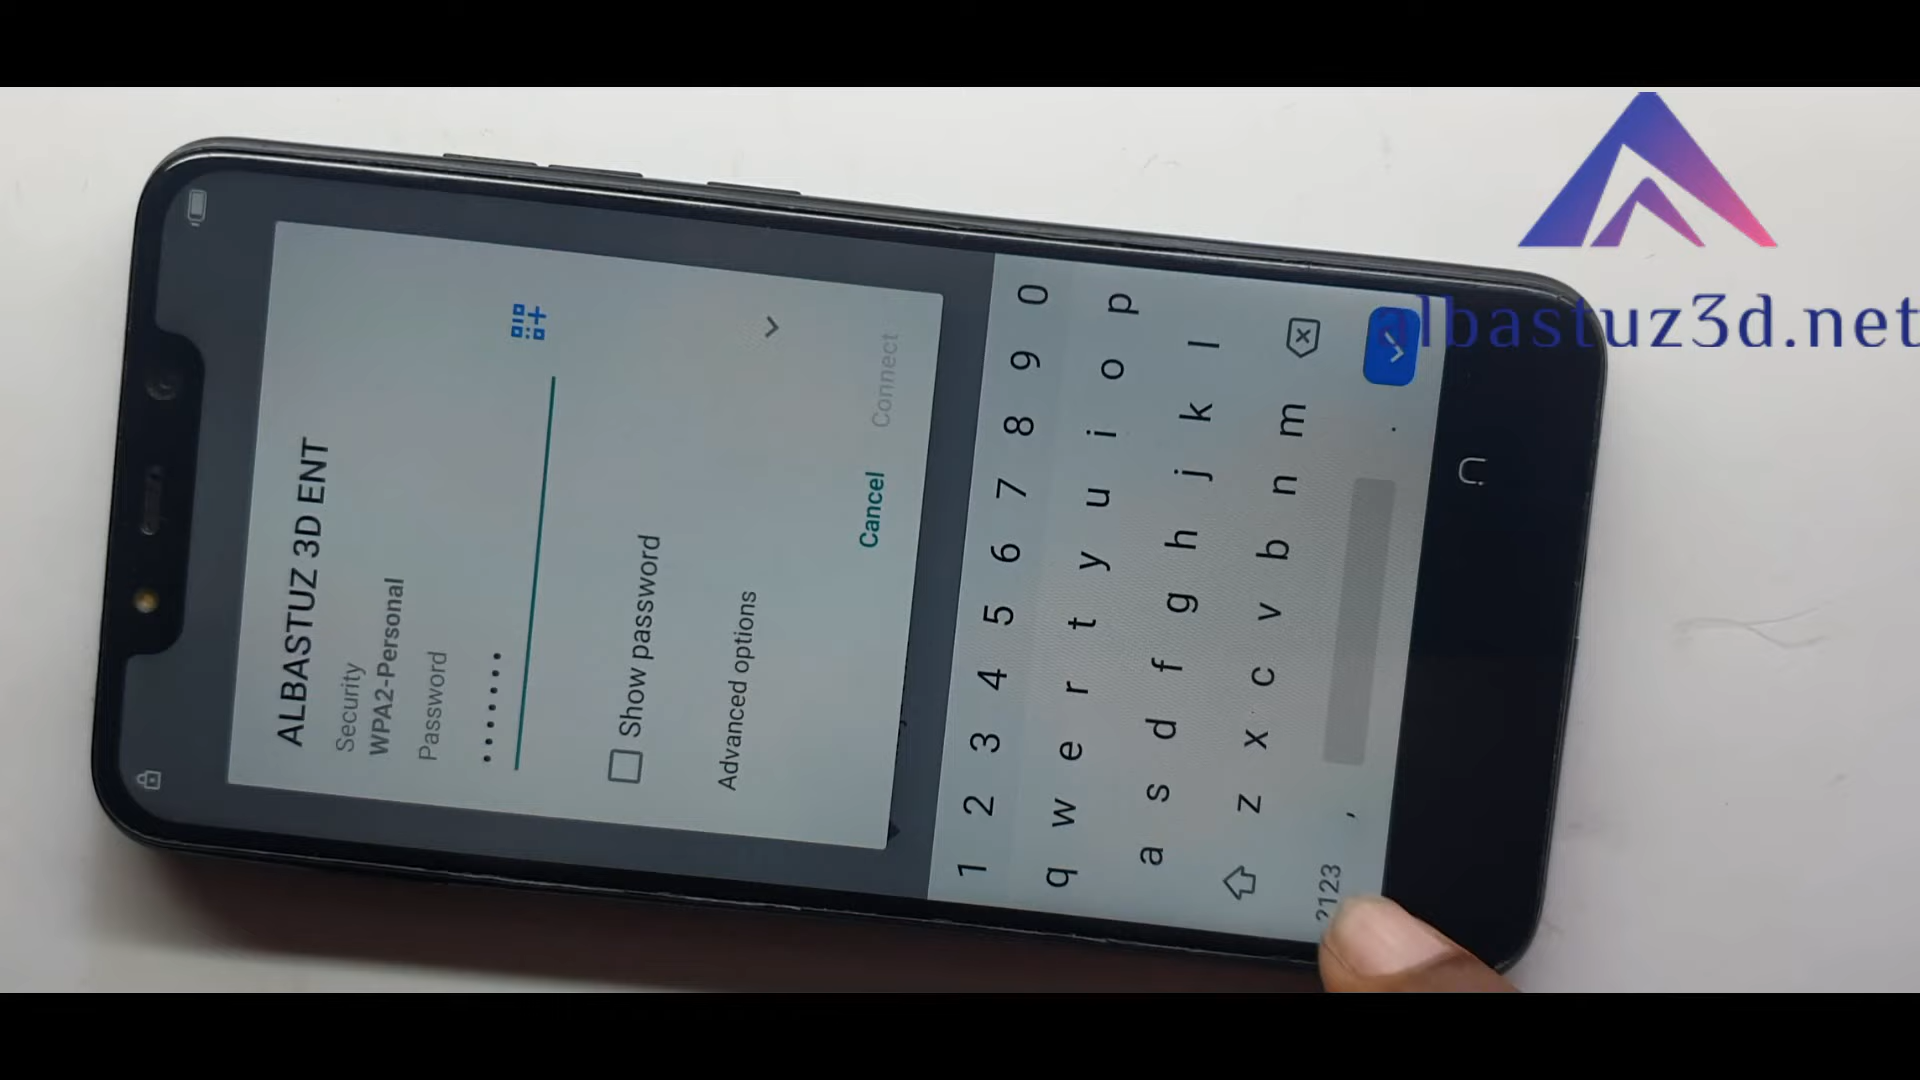 ALBASTUZ 3D ENT
Security
WPA2-Personal
Password
•••••••
Show password
Advanced options
Cancel
Connect
1 2 3 4 5 6 7 8 9 0
q w e r t y u i o p
a s d f g h j k l
z x c v b n m
?123 , .
albastuz3d.net